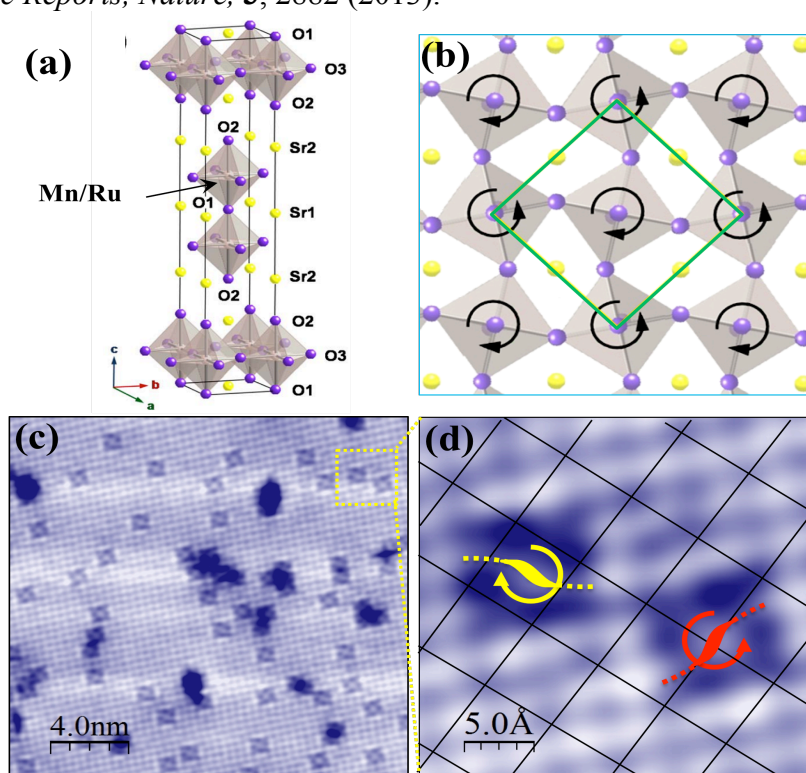 e Reports, Nature, 3, 2882 (2013).
(a)
O1
O3
O2
O2
Sr2
Mn/Ru
O1
Sr1
Sr2
O2
O2
O3
O1
c
b
a
(b)
(c)
4.0nm
(d)
5.0Å